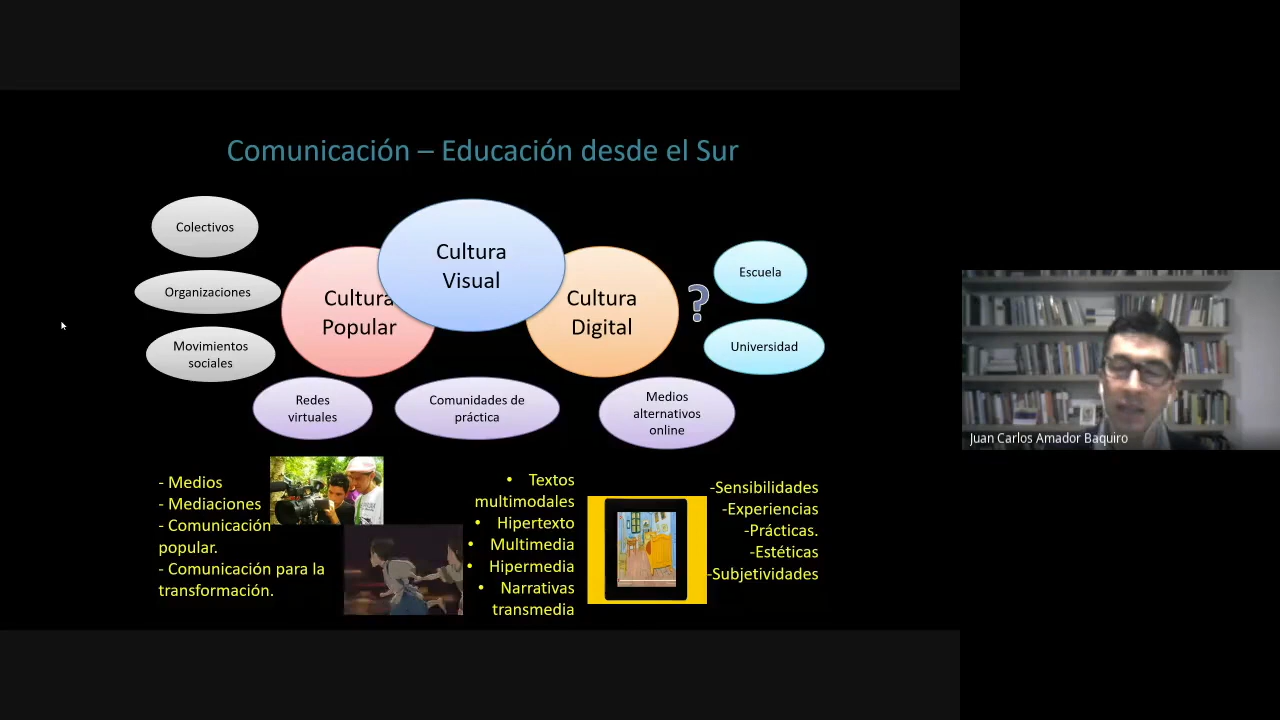 Comunicación – Educación desde el Sur
Colectivos
Organizaciones
Movimientos
sociales
Cultura
Popular
Cultura
Visual
Cultura
Digital
?
Escuela
Universidad
Redes
virtuales
Comunidades de
práctica
Medios
alternativos
online
- Medios
- Mediaciones
- Comunicación
popular.
- Comunicación para la
transformación.
• Textos
multimodales
• Hipertexto
• Multimedia
• Hipermedia
• Narrativas
transmedia
-Sensibilidades
-Experiencias
-Prácticas.
-Estéticas
-Subjetividades
Juan Carlos Amador Baquiro